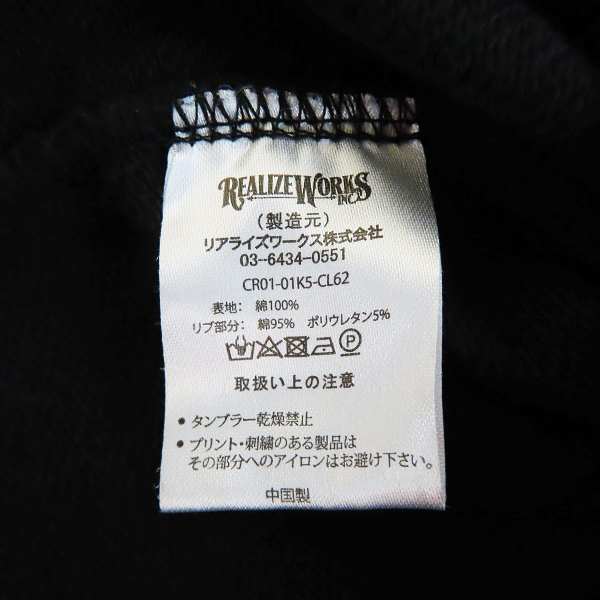 REALIZEWORKS
INC
(製造元)
リアライズワークス株式会社
03-6434-0551
CR01-01K5-CL62
表地: 綿100%
リブ部分: 綿95% ポリウレタン5%
取扱い上の注意
• タンブラー乾燥禁止
• プリント・刺繍のある製品は
その部分へのアイロンはお避け下さい。
中国製